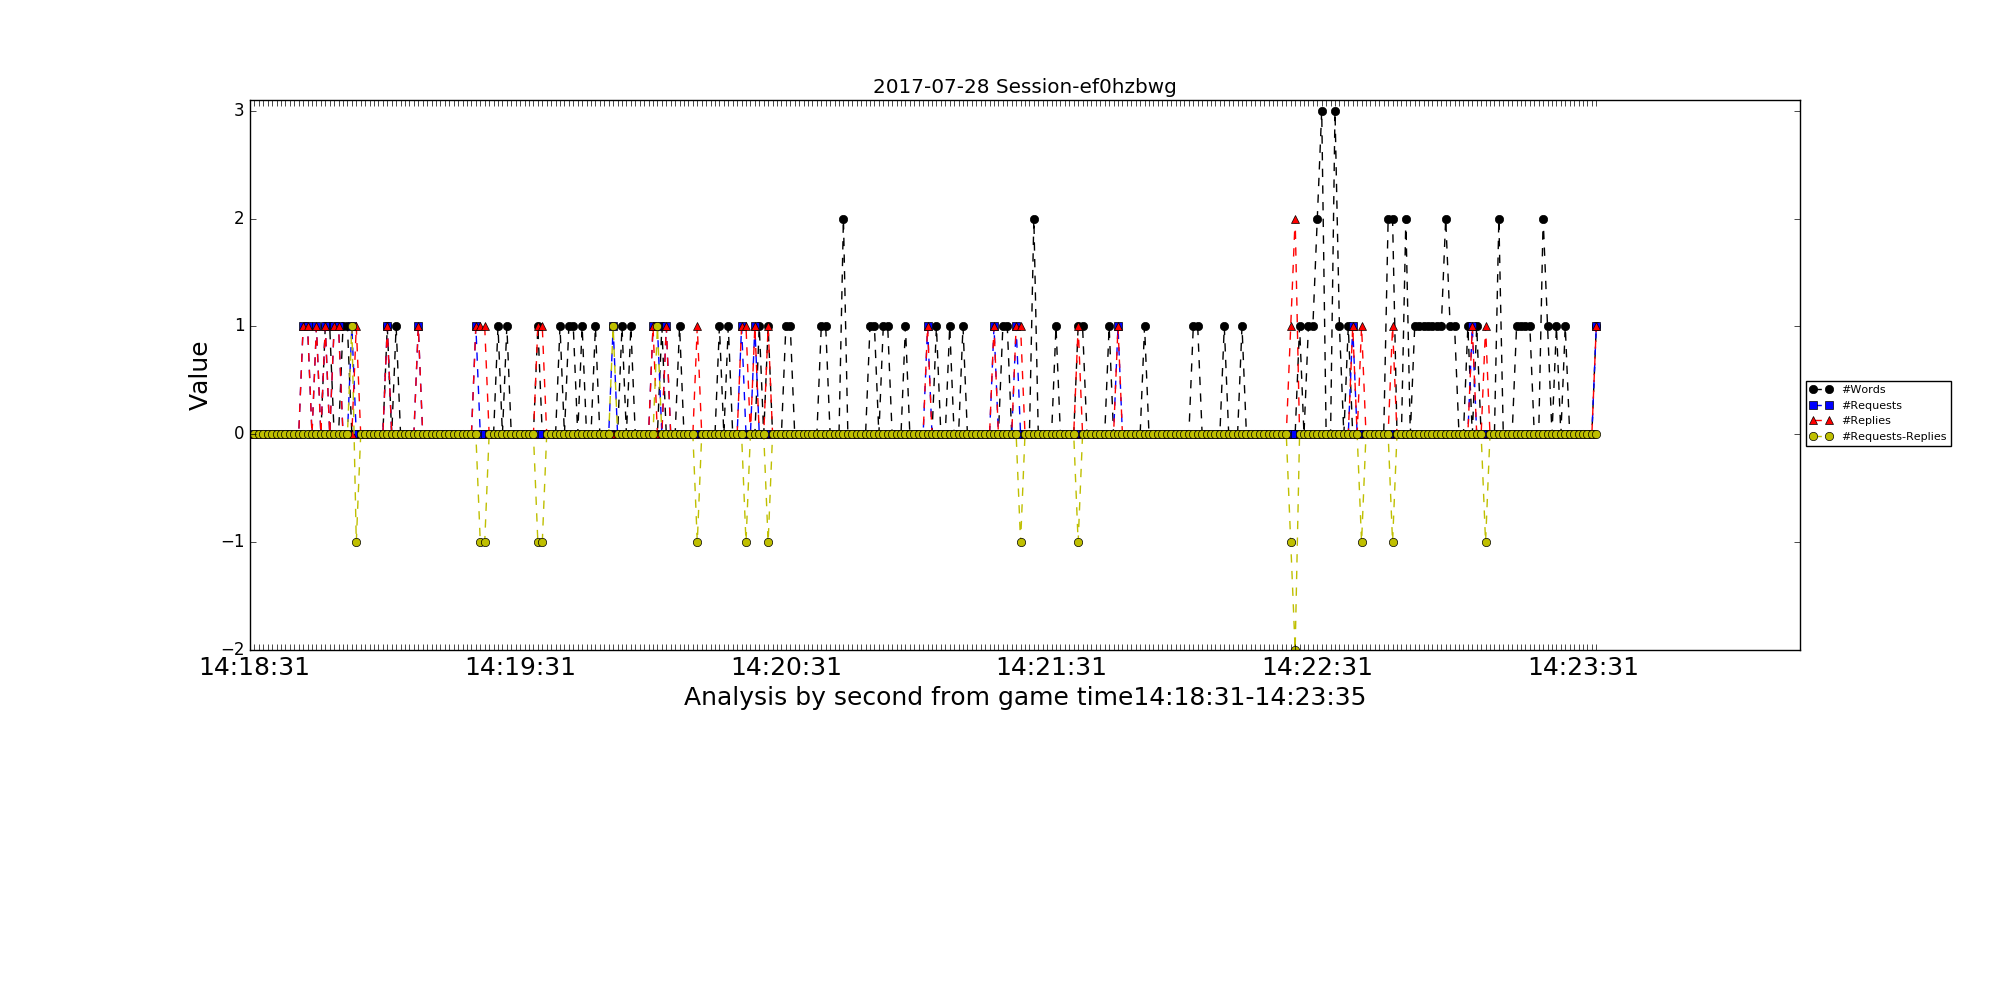 2017-07-28 Session-ef0hzbwg
3
2
1
0
−1
−2
Value
14:18:31 14:19:31 14:20:31 14:21:31 14:22:31 14:23:31
Analysis by second from game time14:18:31-14:23:35
#Words
#Requests
#Replies
#Requests-Replies